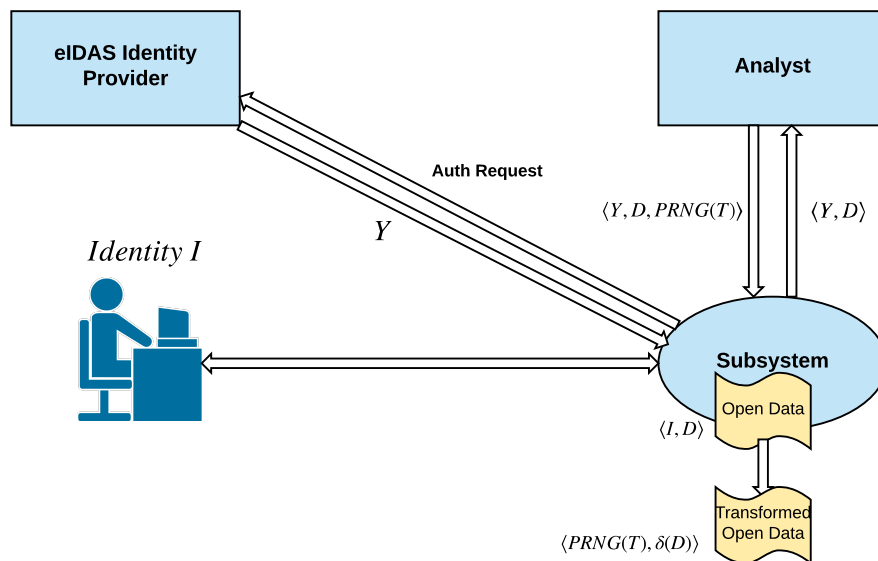 eIDAS Identity
Provider
Analyst
Auth Request
⟨Y, D, PRNG(T)⟩
⟨Y, D⟩
Y
Identity I
Subsystem
Open Data
⟨I, D⟩
Transformed
Open Data
⟨PRNG(T), δ(D)⟩